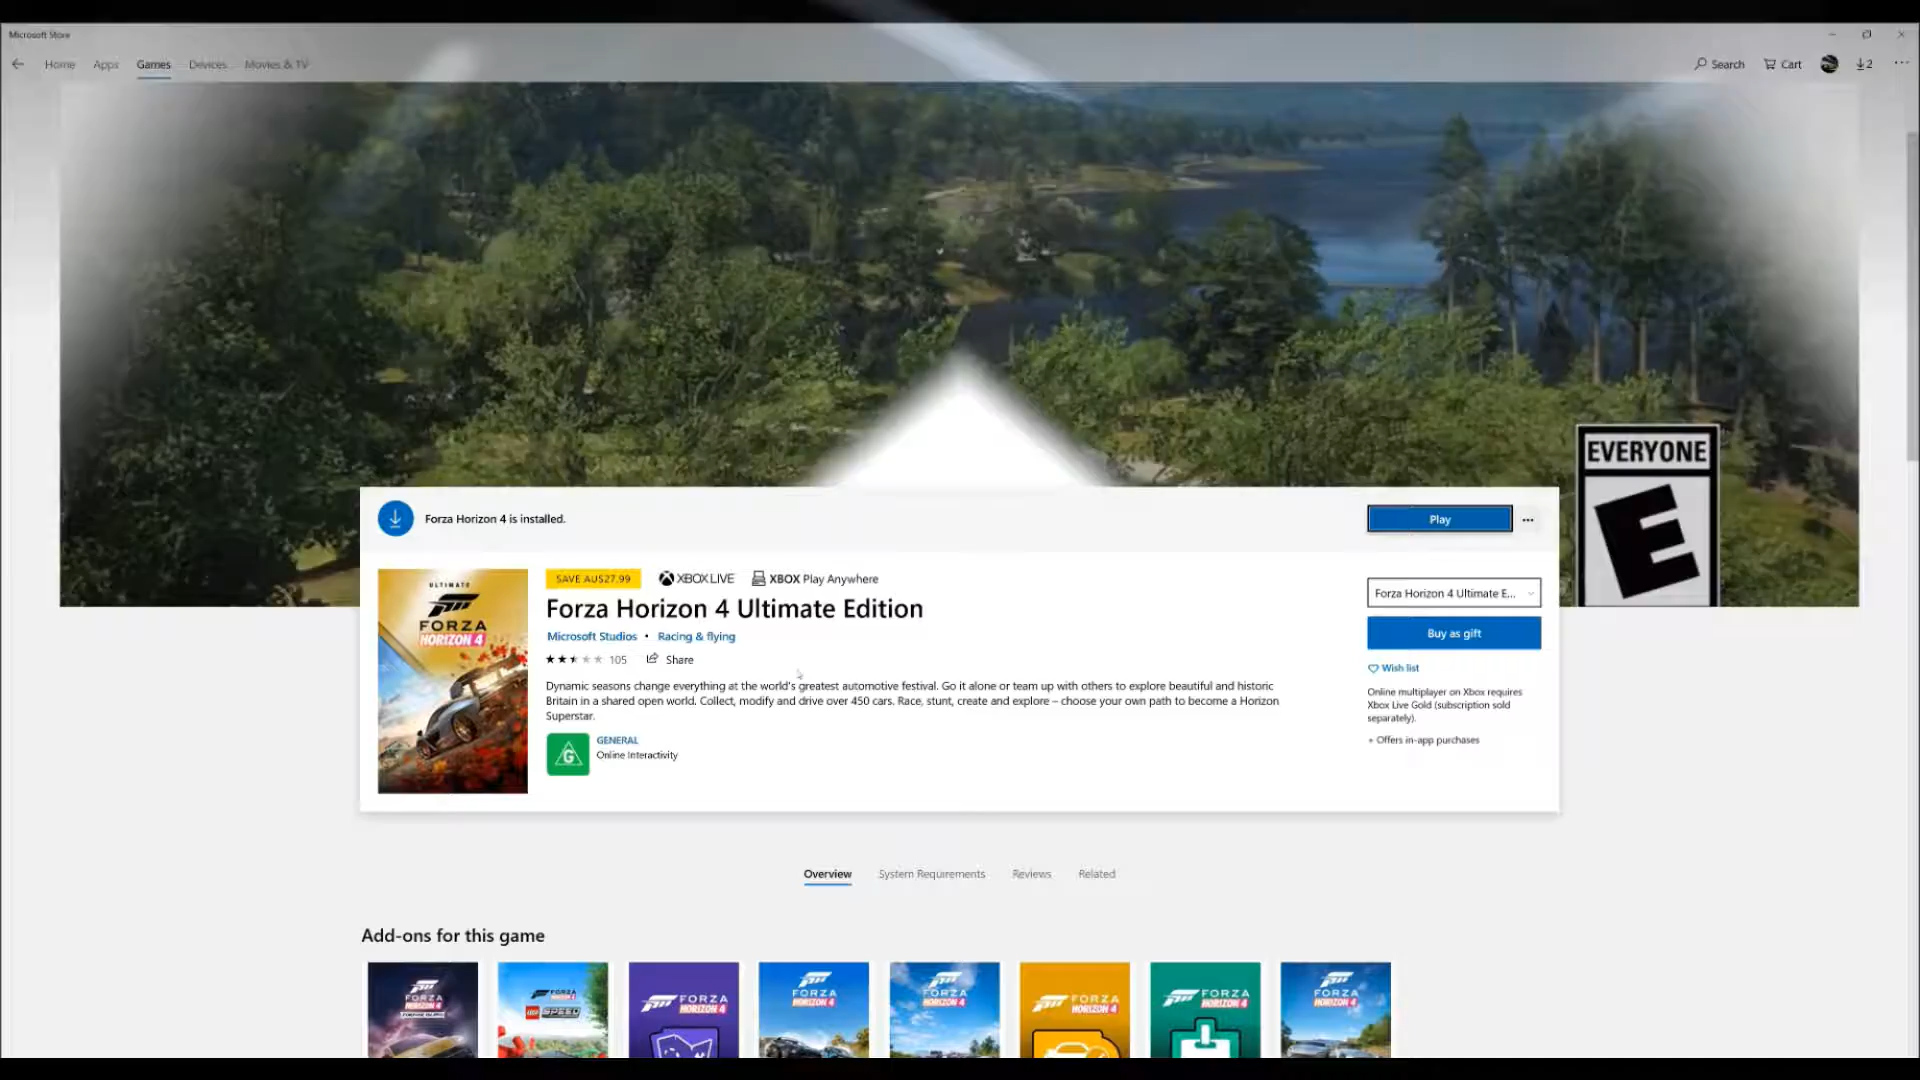 Microsoft Store
Home Apps Games Devices Movies & TV
Search Cart 2
EVERYONE
E
Forza Horizon 4 is installed.
Play
ULTIMATE
FORZA
HORIZON 4
SAVE AU$27.99 XBOX LIVE XBOX Play Anywhere
Forza Horizon 4 Ultimate Edition
Microsoft Studios • Racing & flying
105 Share
Dynamic seasons change everything at the world's greatest automotive festival. Go it alone or team up with others to explore beautiful and historic
Britain in a shared open world. Collect, modify and drive over 450 cars. Race, stunt, create and explore – choose your own path to become a Horizon
Superstar.
G
GENERAL
Online Interactivity
Forza Horizon 4 Ultimate E...
Buy as gift
Wish list
Online multiplayer on Xbox requires
Xbox Live Gold (subscription sold
separately).
+ Offers in-app purchases
Overview System Requirements Reviews Related
Add-ons for this game
FORZA
HORIZON 4
FORZA
HORIZON 4
LEGO SPEED
FORZA
HORIZON 4
FORZA
HORIZON 4
FORZA
HORIZON 4
FORZA
HORIZON 4
FORZA
HORIZON 4
FORZA
HORIZON 4